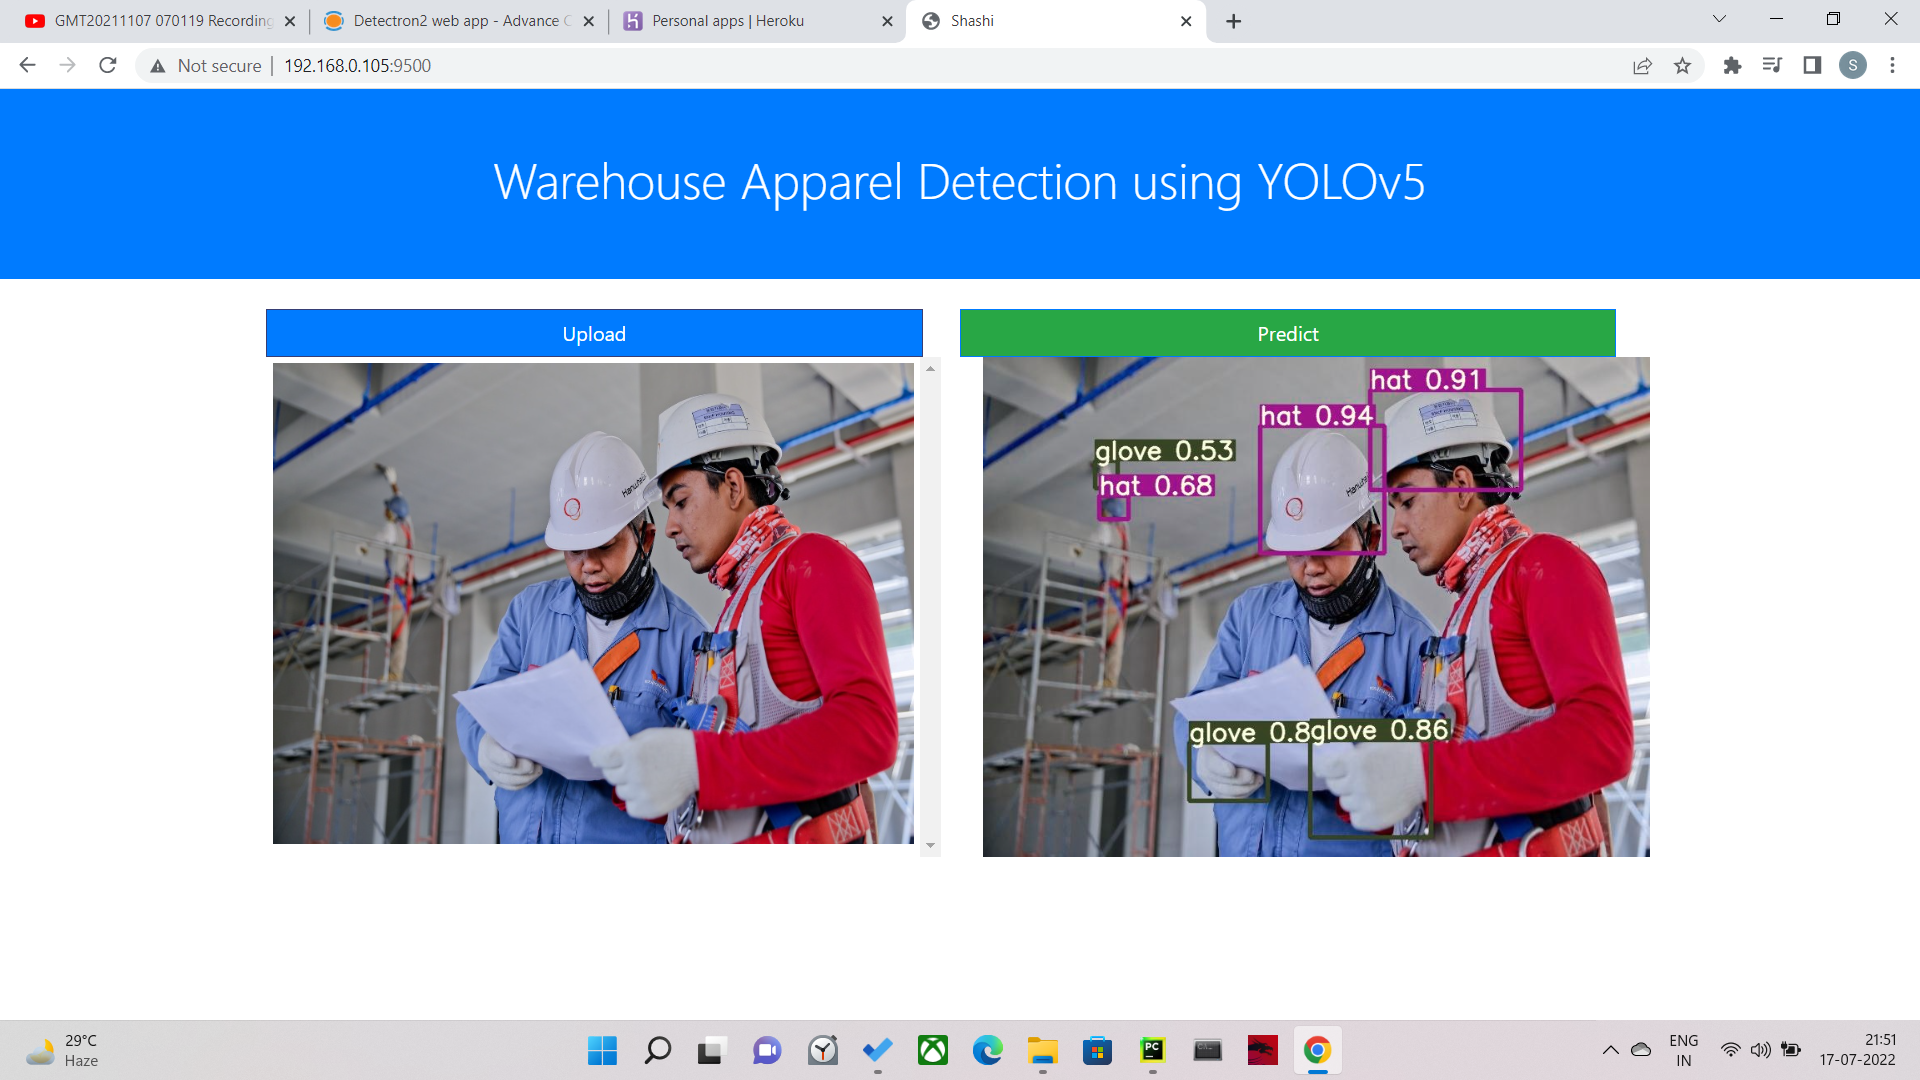 GMT20211107 070119 Recording
Detectron2 web app - Advance C
Personal apps | Heroku
Shashi
Not secure
192.168.0.105:9500
S
Warehouse Apparel Detection using YOLOv5
Upload
Predict
hat 0.91
hat 0.94
glove 0.53
hat 0.68
glove 0.8
glove 0.86
29°C
Haze
PC
ENG
IN
21:51
17-07-2022